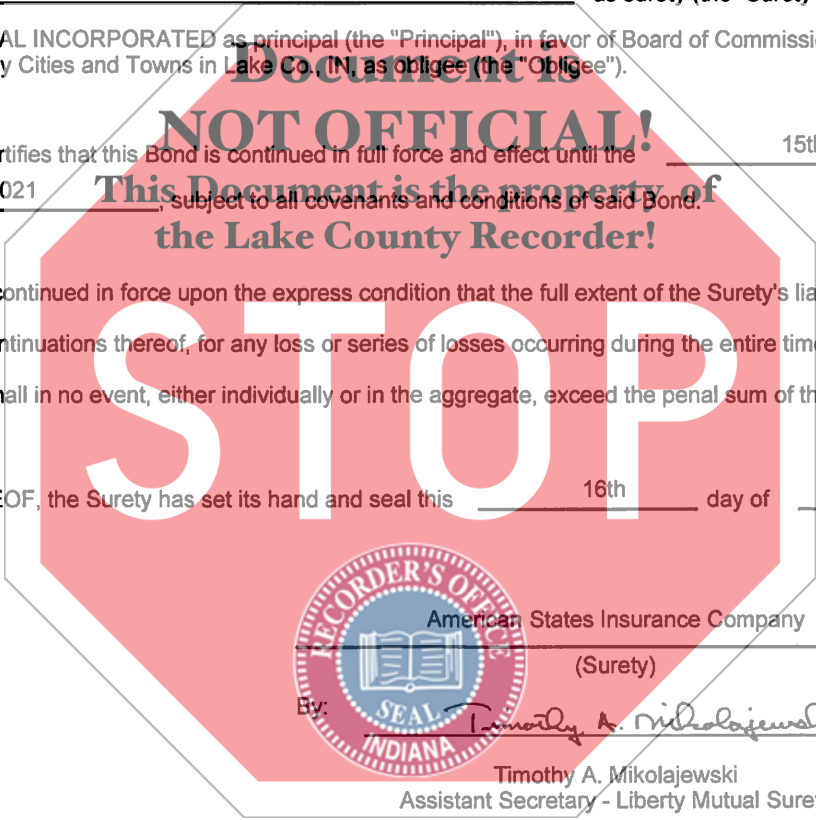 as surety (the "Surety
AL INCORPORATED as principal (the "Principal"), in favor of Board of Commissi
y Cities and Towns in Lake Co., IN, as obligee (the "Obligee").
Document is
NOT OFFICIAL!
rtifies that this Bond is continued in full force and effect until the 15th
021 , subject to all covenants and conditions of said Bond.
This Document is the property of
the Lake County Recorder!
continued in force upon the express condition that the full extent of the Surety's lia
ntinuations thereof, for any loss or series of losses occurring during the entire time
hall in no event, either individually or in the aggregate, exceed the penal sum of th
STOP
EOF, the Surety has set its hand and seal this 16th day of
RECORDER'S OFFICE
SEAL
INDIANA
American States Insurance Company
(Surety)
By: Timothy A. Mikolajewsk
Timothy A. Mikolajewski
Assistant Secretary - Liberty Mutual Suret